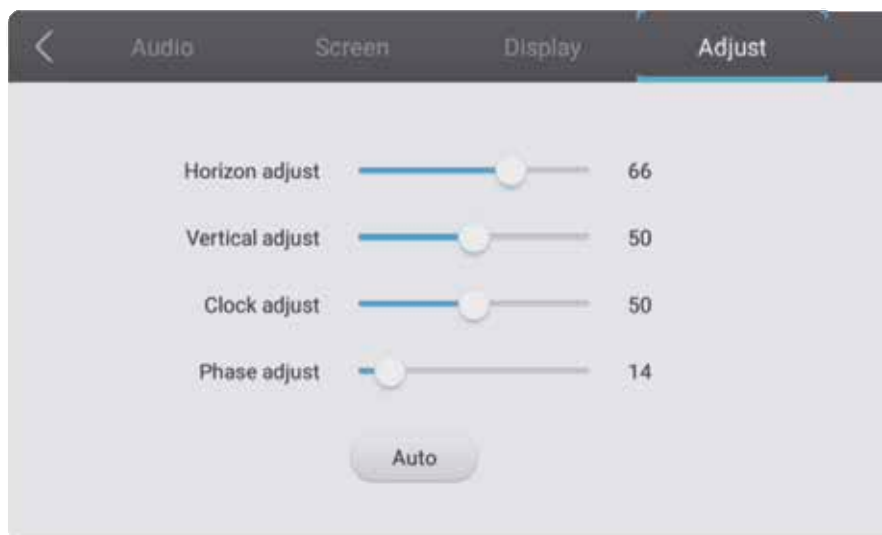 Audio Screen Display Adjust
Horizon adjust 66
Vertical adjust 50
Clock adjust 50
Phase adjust 14
Auto